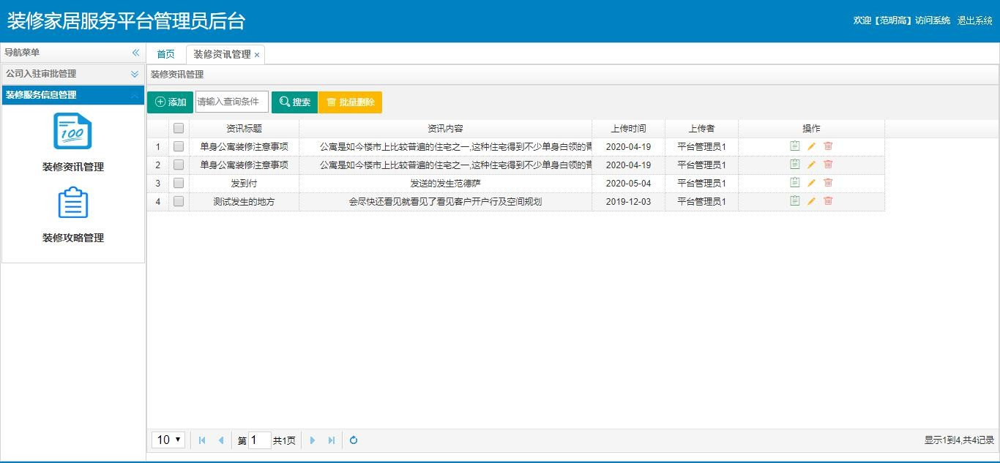 装修家居服务平台管理员后台
欢迎【范明高】访问系统 退出系统
导航菜单
首页 装修资讯管理
公司入驻审批管理
装修资讯管理
装修服务信息管理
100
装修资讯管理
装修攻略管理
添加 请输入查询条件 搜索 批量删除
资讯标题 资讯内容 上传时间 上传者 操作
1 单身公寓装修注意事项 公寓是如今楼市上比较普遍的住宅之一,这种住宅得到不少单身白领的青 2020-04-19 平台管理员1
2 单身公寓装修注意事项 公寓是如今楼市上比较普遍的住宅之一,这种住宅得到不少单身白领的青 2020-04-19 平台管理员1
3 发到付 发送的发生范德萨 2020-05-04 平台管理员1
4 测试发生的地方 会尽快还看见就看见了看见客户开户行及空间规划 2019-12-03 平台管理员1
10 第 1 共1页 显示1到4,共4记录